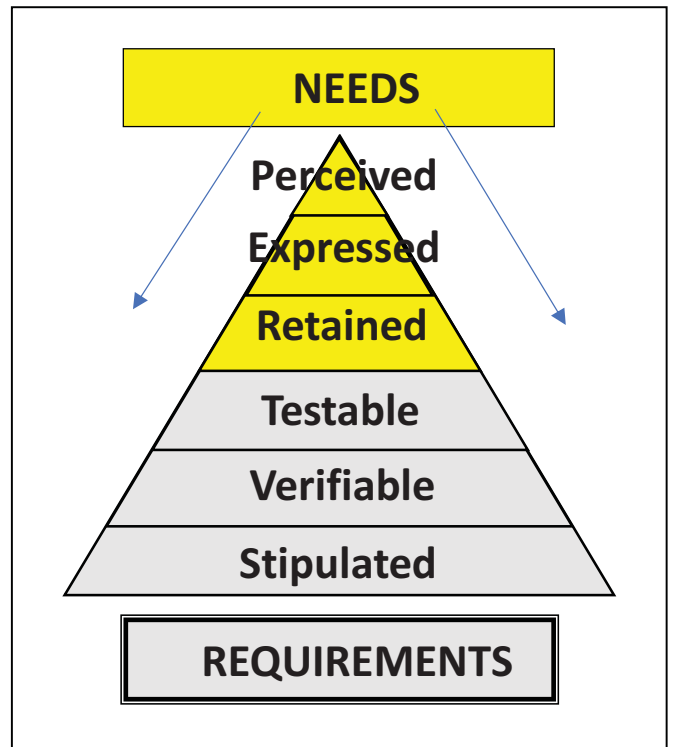 NEEDS
Perceived
Expressed
Retained
Testable
Verifiable
Stipulated
REQUIREMENTS